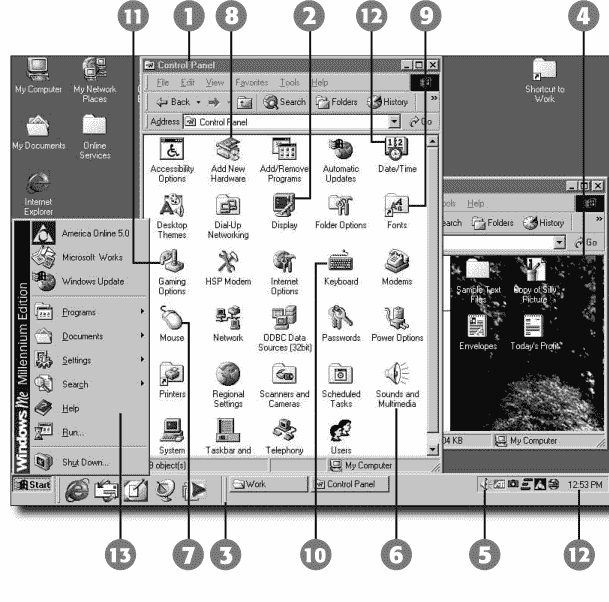 11 1 8 2 12 9 4
My Computer
My Network
Places
My Documents
Online
Services
Internet
Explorer
Shortcut to
Work
Control Panel
File Edit View Favorites Tools Help
Back Search Folders History »
Address Control Panel Go
Accessibility
Options
Add New
Hardware
Add/Remove
Programs
Automatic
Updates
Date/Time
Desktop
Themes
Dial-Up
Networking
Display
Folder Options
Fonts
Gaming
Options
HSP Modem
Internet
Options
Keyboard
Modems
Mouse
Network
ODBC Data
Sources (32bit)
Passwords
Power Options
Printers
Regional
Settings
Scanners and
Cameras
Scheduled
Tasks
Sounds and
Multimedia
System
Taskbar and
Telephony
Users
9 object(s)
My Computer
Help
Folders History »
Go
Sample Text
Files
Copy of Silly
Picture
Envelopes
Today's Profit
04 KB
My Computer
Windows Me Millennium Edition
America Online 5.0
Microsoft Works
Windows Update
Programs
Documents
Settings
Search
Help
Run...
Shut Down...
Start
Work
Control Panel
12:53 PM
13 7 3 10 6 5 12